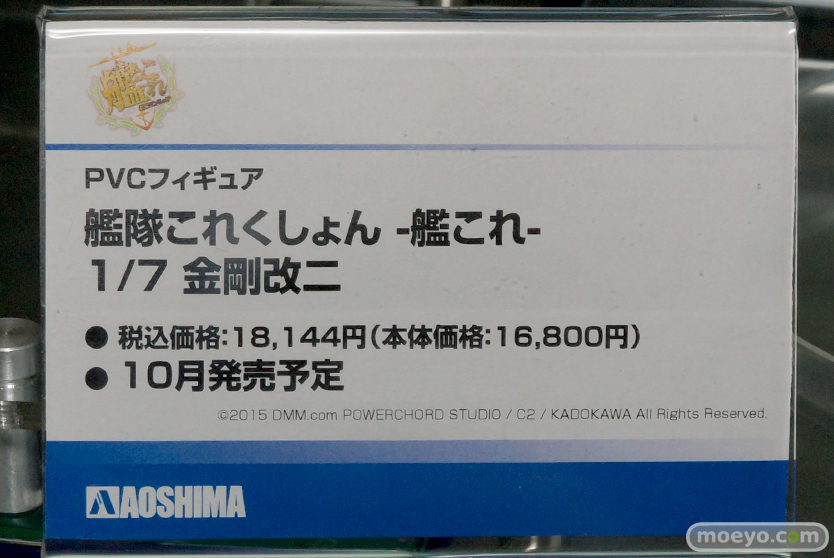 艦これ
PVCフィギュア
艦隊これくしょん -艦これ-
1/7 金剛改二
● 税込価格:18,144円(本体価格:16,800円)
● 10月発売予定
©2015 DMM.com POWERCHORD STUDIO / C2 / KADOKAWA All Rights Reserved.
AOSHIMA
moeyo.com